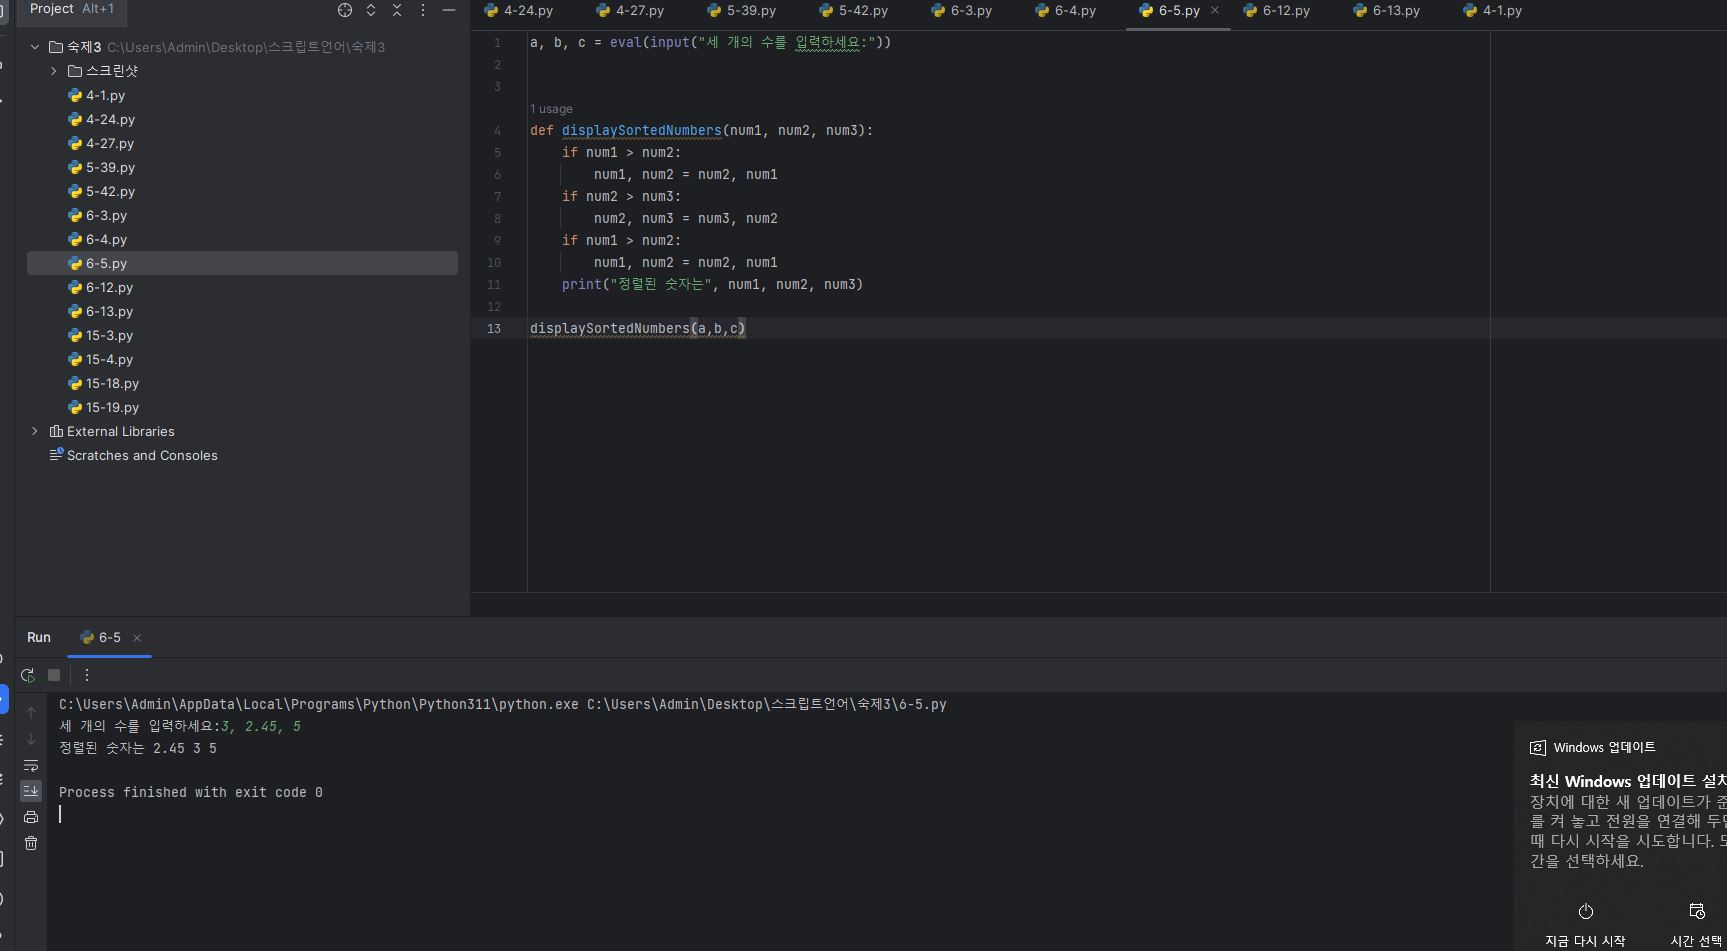 Project Alt+1
숙제3 C:\Users\Admin\Desktop\스크립트언어\숙제3
스크린샷
4-1.py
4-24.py
4-27.py
5-39.py
5-42.py
6-3.py
6-4.py
6-5.py
6-12.py
6-13.py
15-3.py
15-4.py
15-18.py
15-19.py
External Libraries
Scratches and Consoles
4-24.py 4-27.py 5-39.py 5-42.py 6-3.py 6-4.py 6-5.py 6-12.py 6-13.py 4-1.py
1 a, b, c = eval(input("세 개의 수를 입력하세요:"))
2
3
1 usage
4 def displaySortedNumbers(num1, num2, num3):
5 if num1 > num2:
6 num1, num2 = num2, num1
7 if num2 > num3:
8 num2, num3 = num3, num2
9 if num1 > num2:
10 num1, num2 = num2, num1
11 print("정렬된 숫자는", num1, num2, num3)
12
13 displaySortedNumbers(a,b,c)
Run 6-5
C:\Users\Admin\AppData\Local\Programs\Python\Python311\python.exe C:\Users\Admin\Desktop\스크립트언어\숙제3\6-5.py
세 개의 수를 입력하세요:3, 2.45, 5
정렬된 숫자는 2.45 3 5
Process finished with exit code 0
Windows 업데이트
최신 Windows 업데이트 설치
장치에 대한 새 업데이트가 준
를 켜 놓고 전원을 연결해 두면
때 다시 시작을 시도합니다.
간을 선택하세요.
지금 다시 시작 시간 선택